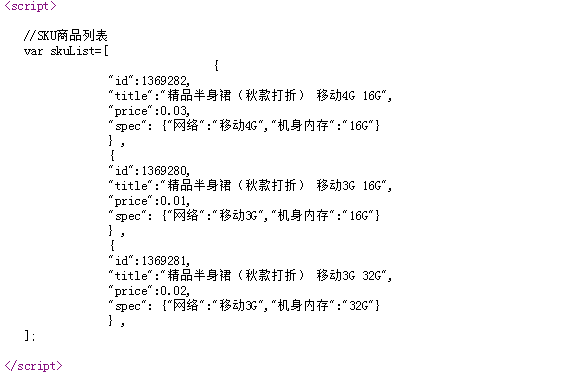 <script>
//SKU商品列表
var skuList=[
{
"id":1369282,
"title":"精品半身裙（秋款打折） 移动4G 16G",
"price":0.03,
"spec": {"网络":"移动4G","机身内存":"16G"}
} ,
{
"id":1369280,
"title":"精品半身裙（秋款打折） 移动3G 16G",
"price":0.01,
"spec": {"网络":"移动3G","机身内存":"16G"}
} ,
{
"id":1369281,
"title":"精品半身裙（秋款打折） 移动3G 32G",
"price":0.02,
"spec": {"网络":"移动3G","机身内存":"32G"}
} ,
];
</script>